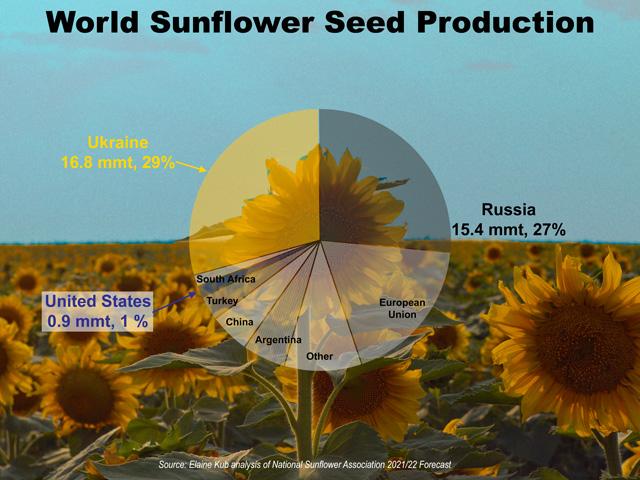 World Sunflower Seed Production
Ukraine
16.8 mmt, 29%
Russia
15.4 mmt, 27%
South Africa
United States
0.9 mmt, 1 %
Turkey
European
Union
China
Argentina
Other
Source: Elaine Kub analysis of National Sunflower Association 2021/22 Forecast